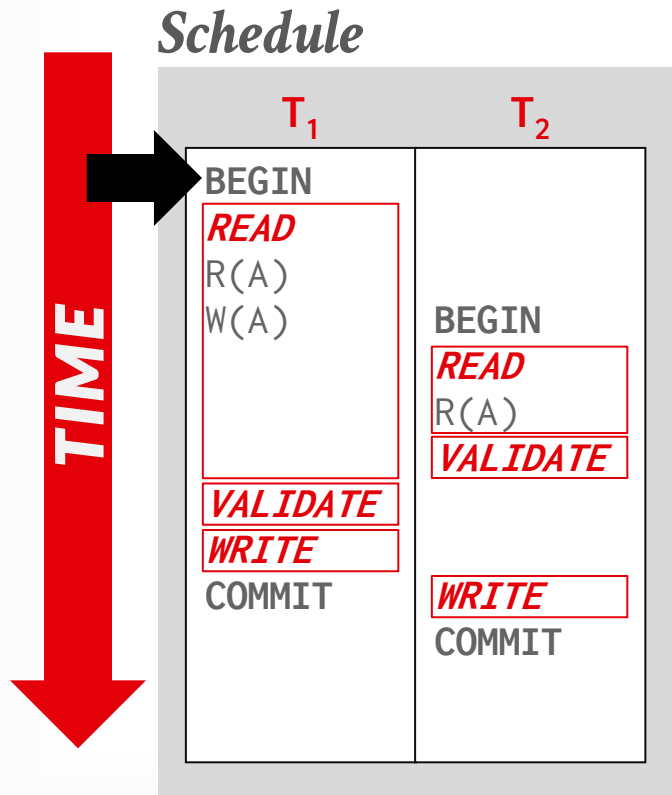 Schedule
TIME
T1 T2
BEGIN
READ
R(A)
W(A) BEGIN
READ
R(A)
VALIDATE
VALIDATE
WRITE
COMMIT WRITE
COMMIT